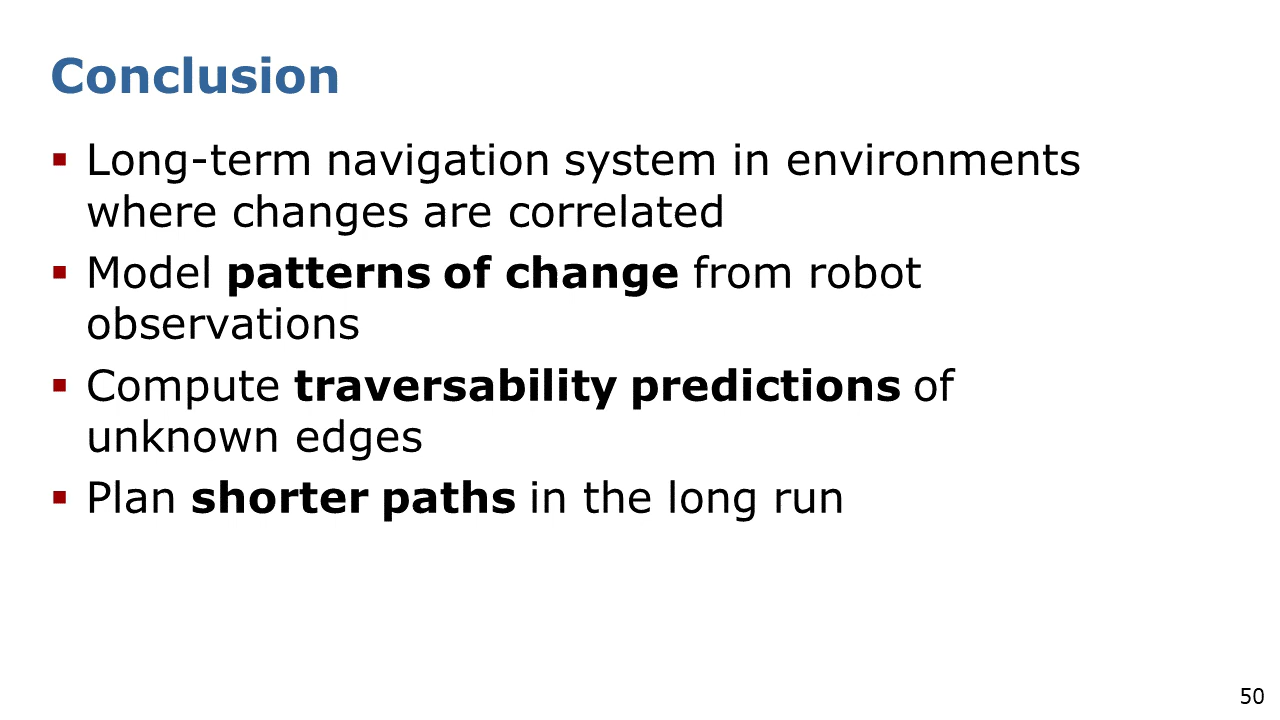 Conclusion
▪ Long-term navigation system in environments
where changes are correlated
▪ Model patterns of change from robot
observations
▪ Compute traversability predictions of
unknown edges
▪ Plan shorter paths in the long run
50